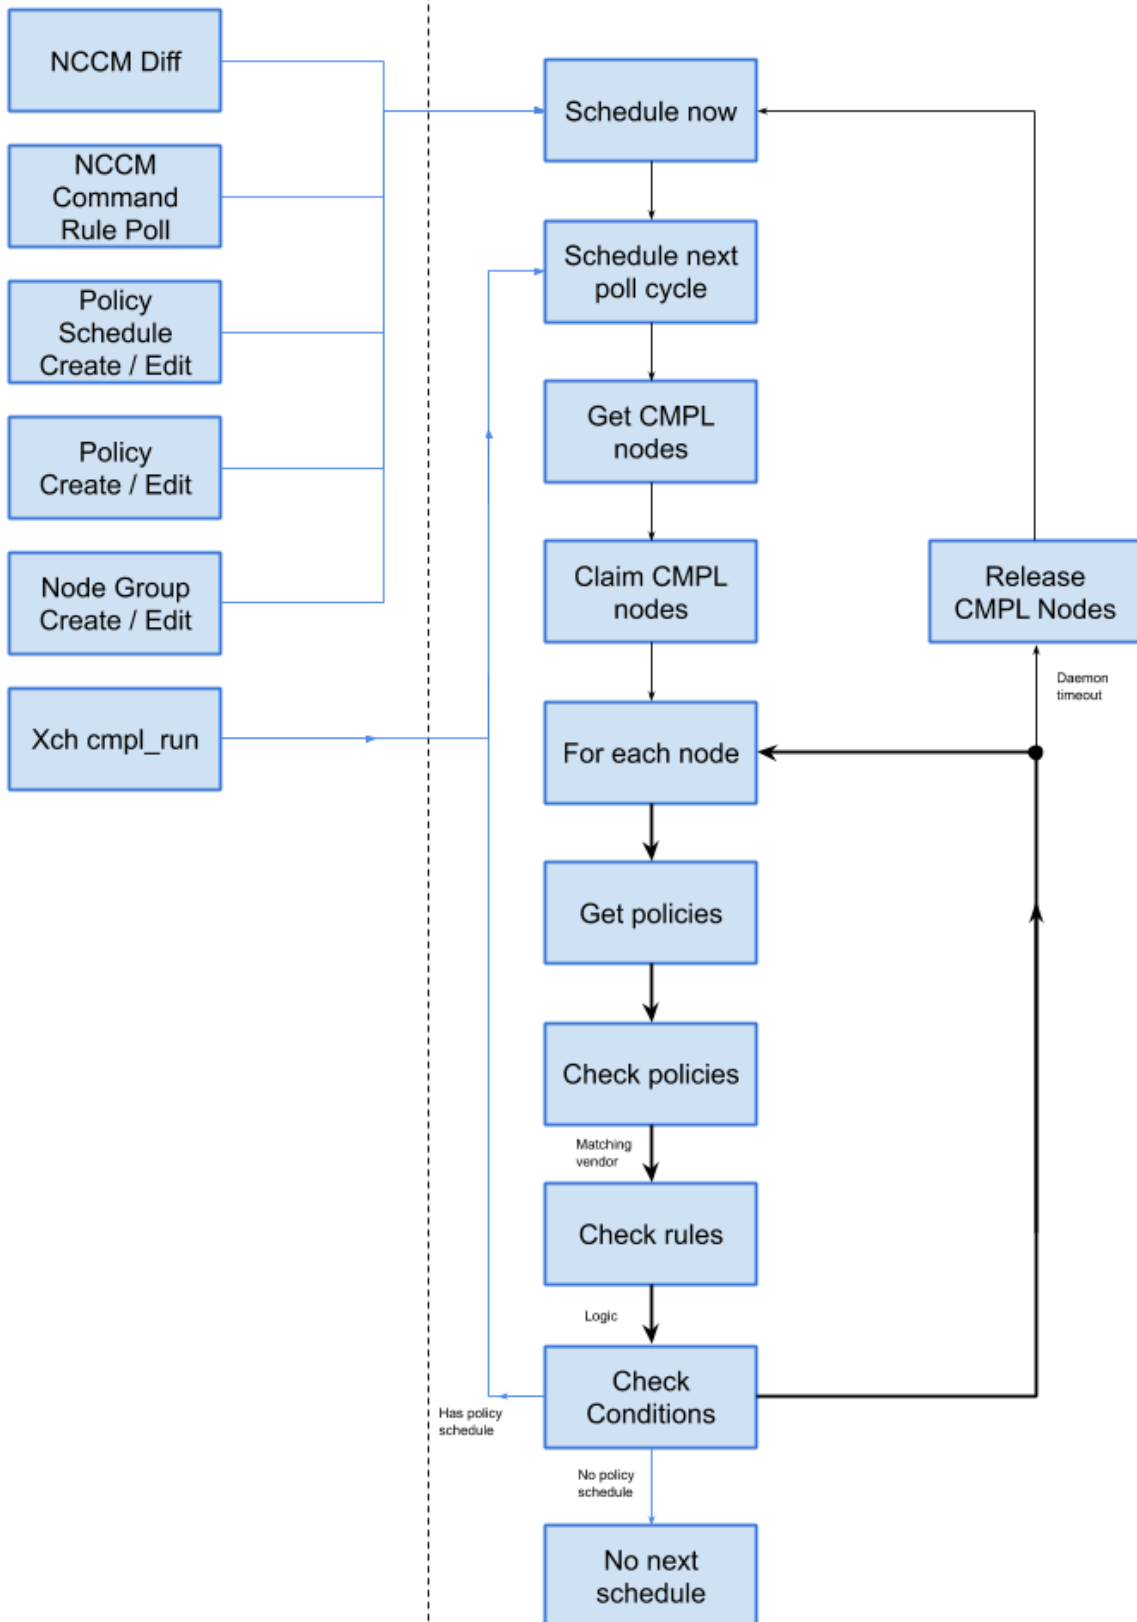 NCCM Diff
NCCM
Command
Rule Poll
Policy
Schedule
Create / Edit
Policy
Create / Edit
Node Group
Create / Edit
Xch cmpl_run
Schedule now
Schedule next
poll cycle
Get CMPL
nodes
Claim CMPL
nodes
For each node
Get policies
Check policies
Matching
vendor
Check rules
Logic
Check
Conditions
Has policy
schedule
No policy
schedule
No next
schedule
Release
CMPL Nodes
Daemon
timeout